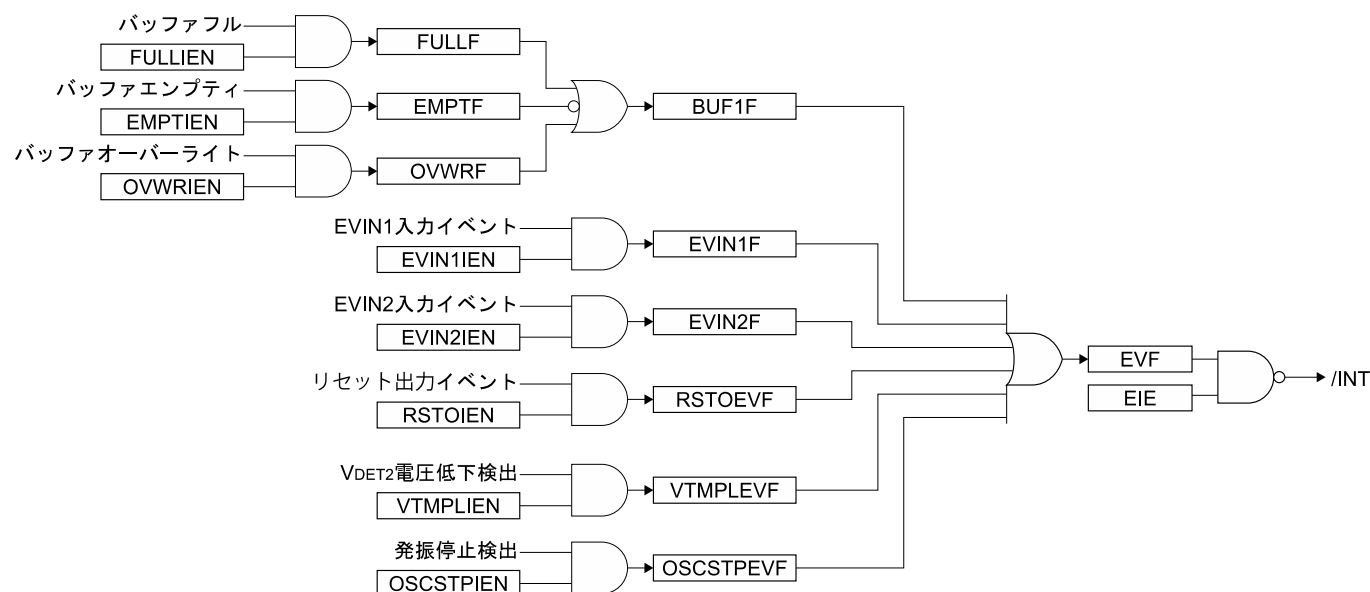 バッファフル
FULLIEN
FULLF
バッファエンプティ
EMPTIEN
EMPTF
BUF1F
バッファオーバーライト
OVWRIEN
OVWRF
EVIN1入力イベント
EVIN1IEN
EVIN1F
EVIN2入力イベント
EVIN2IEN
EVIN2F
リセット出力イベント
RSTOIEN
RSTOEVF
EVF
EIE
/INT
VDET2電圧低下検出
VTMPLIEN
VTMPLEVF
発振停止検出
OSCSTPIEN
OSCSTPEVF